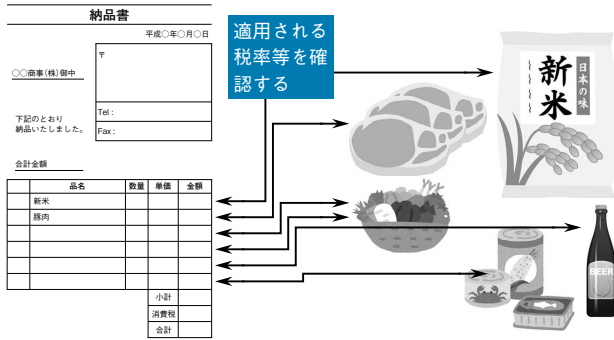 納品書
平成○年○月○日
○○商事(株)御中
〒
下記のとおり
納品いたしました。
Tel :
Fax :
合計金額
品名 数量 単価 金額
新米
豚肉
小計
消費税
合計
適用される
税率等を確
認する
日本の味
新米
BEER